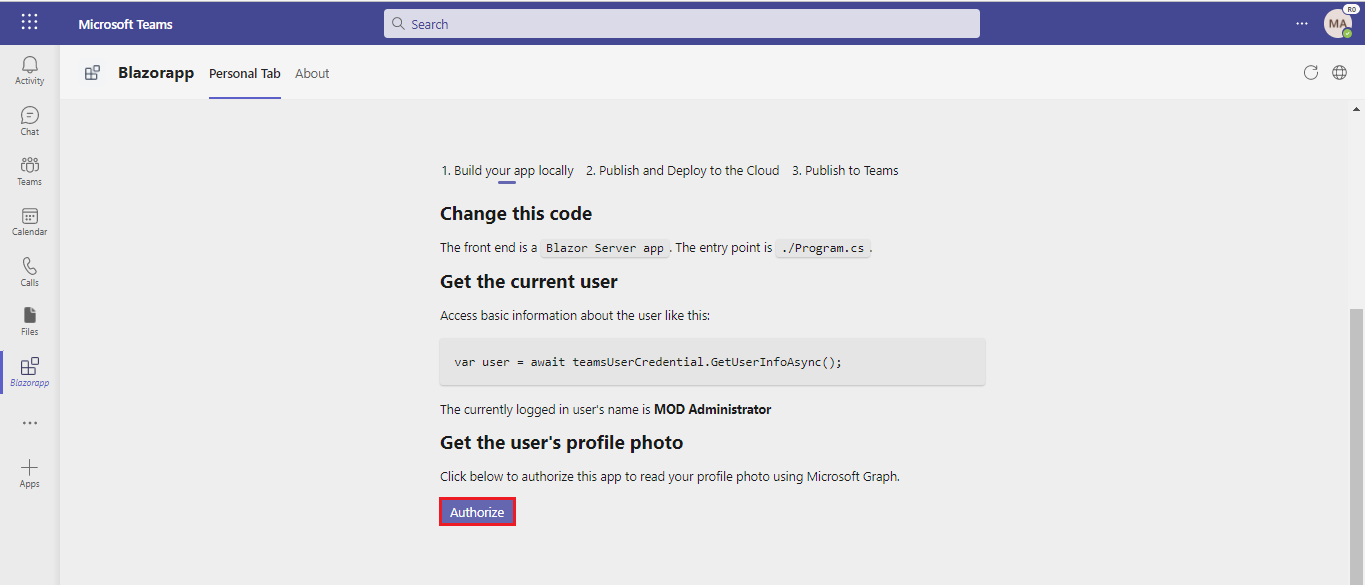 Microsoft Teams
Search
RO
MA
Activity
Chat
Teams
Calendar
Calls
Files
Blazorapp
Apps
Blazorapp Personal Tab About
1. Build your app locally 2. Publish and Deploy to the Cloud 3. Publish to Teams
Change this code
The front end is a Blazor Server app. The entry point is ./Program.cs.
Get the current user
Access basic information about the user like this:
var user = await teamsUserCredential.GetUserInfoAsync();
The currently logged in user's name is MOD Administrator
Get the user's profile photo
Click below to authorize this app to read your profile photo using Microsoft Graph.
Authorize